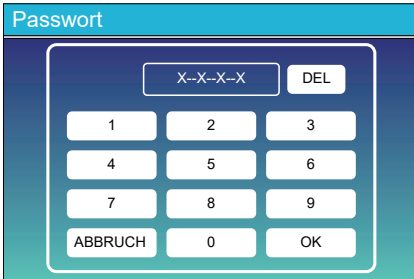 Passwort
X--X--X--X DEL
1 2 3
4 5 6
7 8 9
ABBRUCH 0 OK